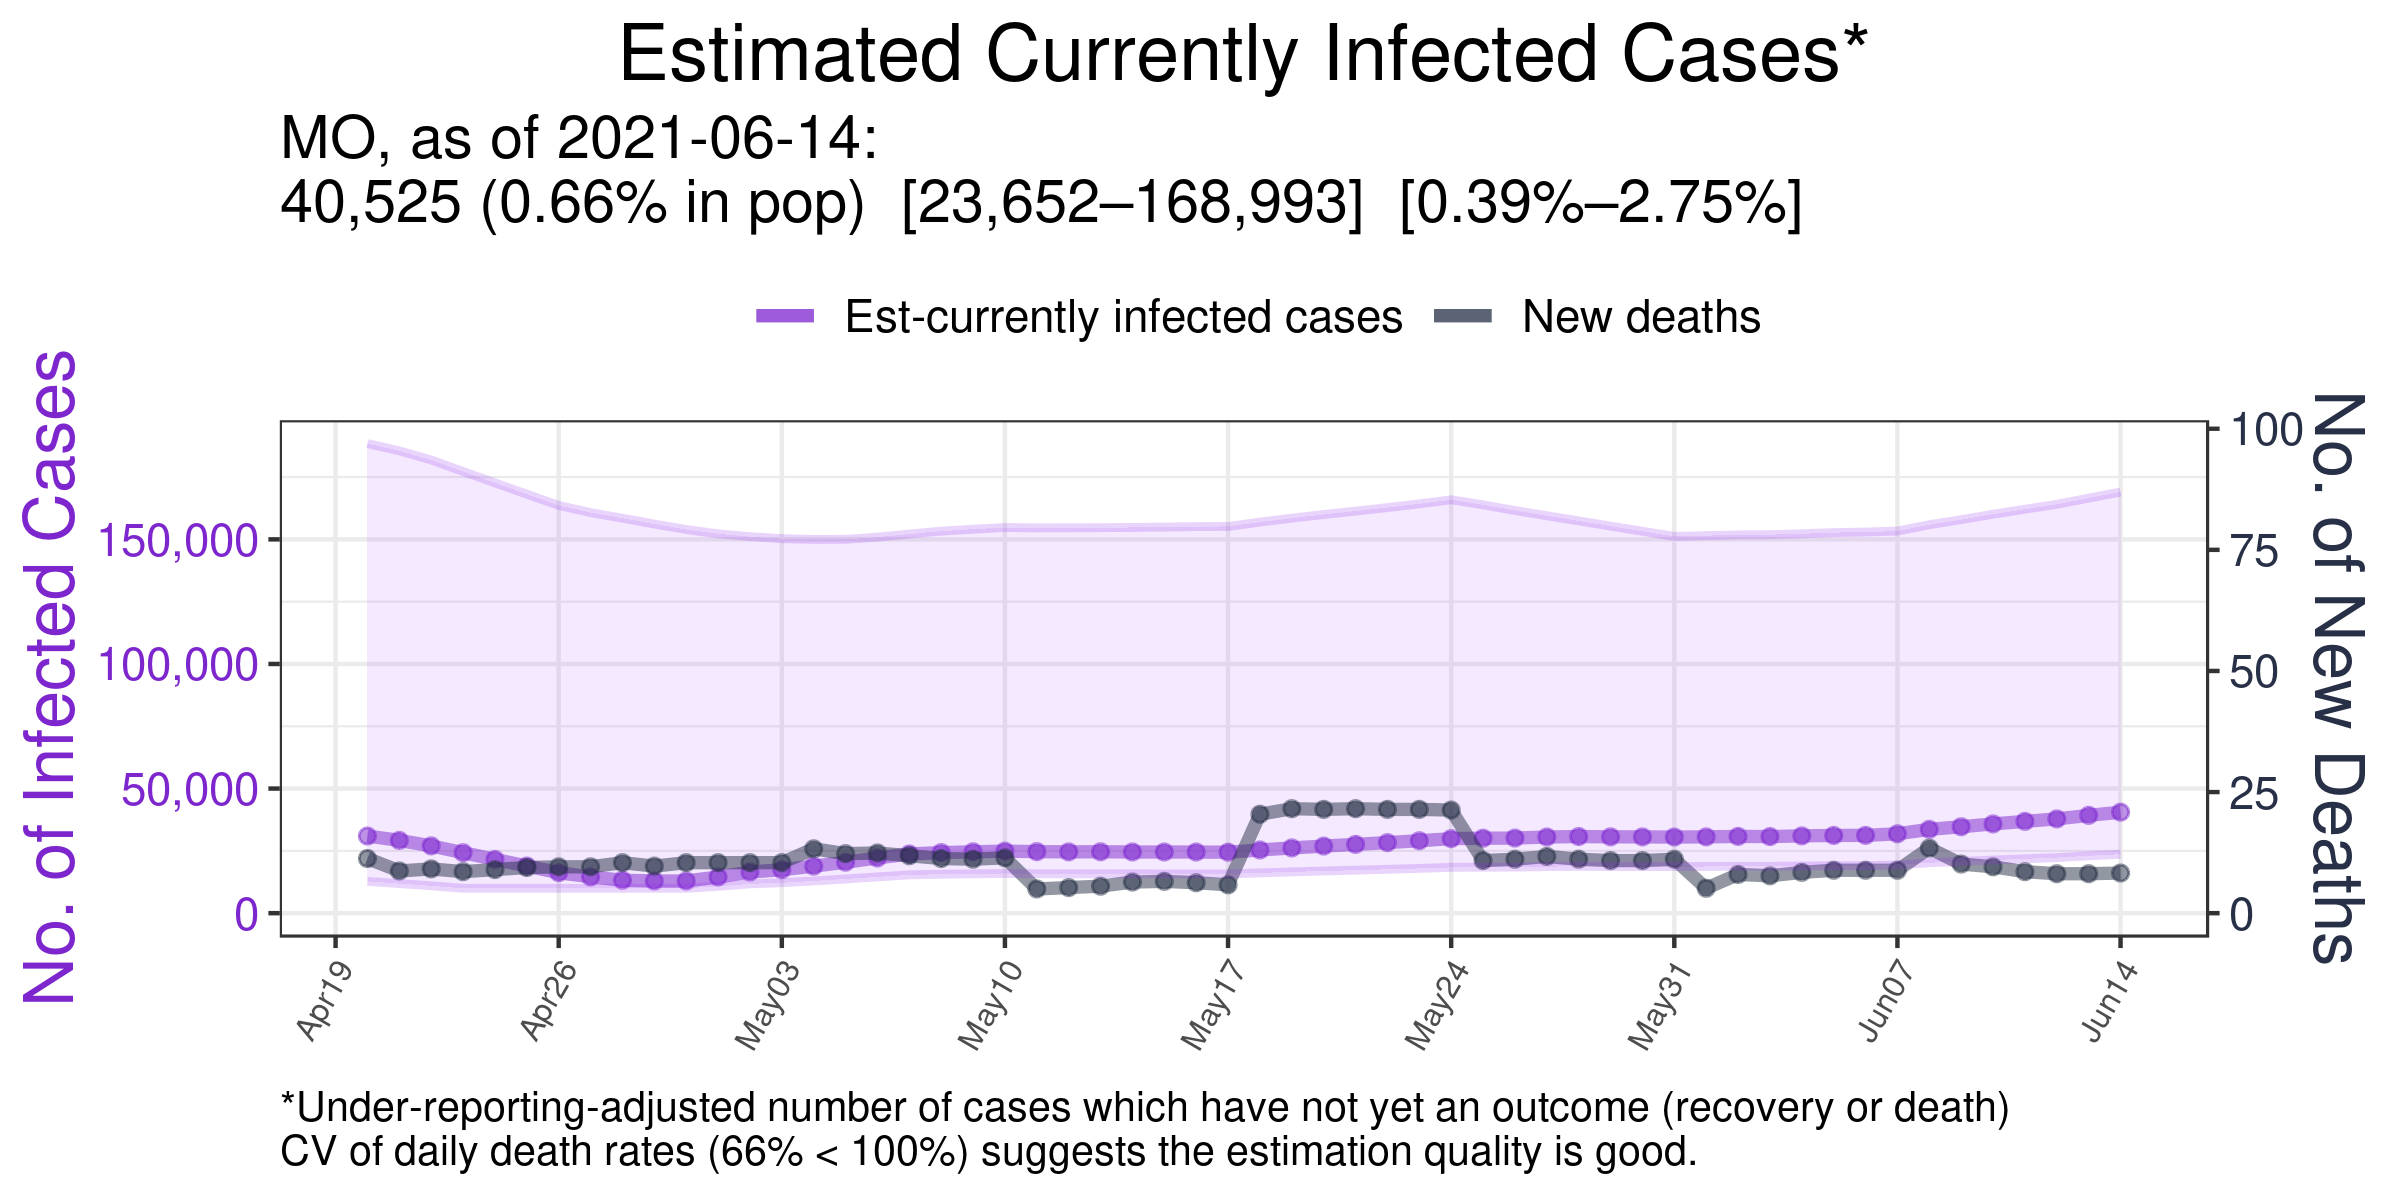 Estimated Currently Infected Cases*
MO, as of 2021-06-14:
40,525 (0.66% in pop)  [23,652–168,993]  [0.39%–2.75%]
Est-currently infected cases
New deaths
No. of Infected Cases
150,000
100,000
50,000
0
100
75
50
25
0
No. of New Deaths
Apr19
Apr26
May03
May10
May17
May24
May31
Jun07
Jun14
*Under-reporting-adjusted number of cases which have not yet an outcome (recovery or death)
CV of daily death rates (66% < 100%) suggests the estimation quality is good.